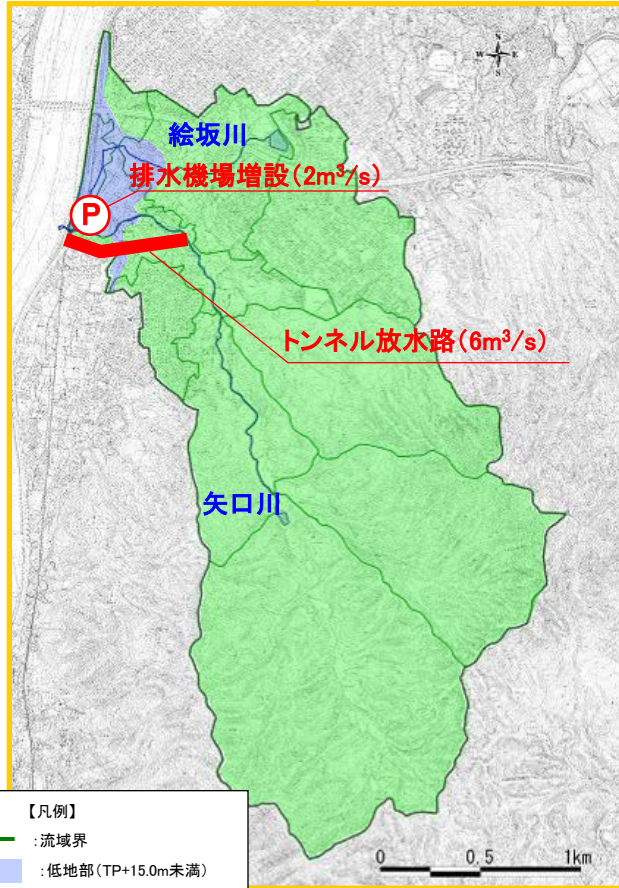 N
W E
S
絵坂川
排水機場増設(2m³/s)
P
トンネル放水路(6m³/s)
矢口川
【凡例】
:流域界
:低地部(TP+15.0m未満)
0 0.5 1km